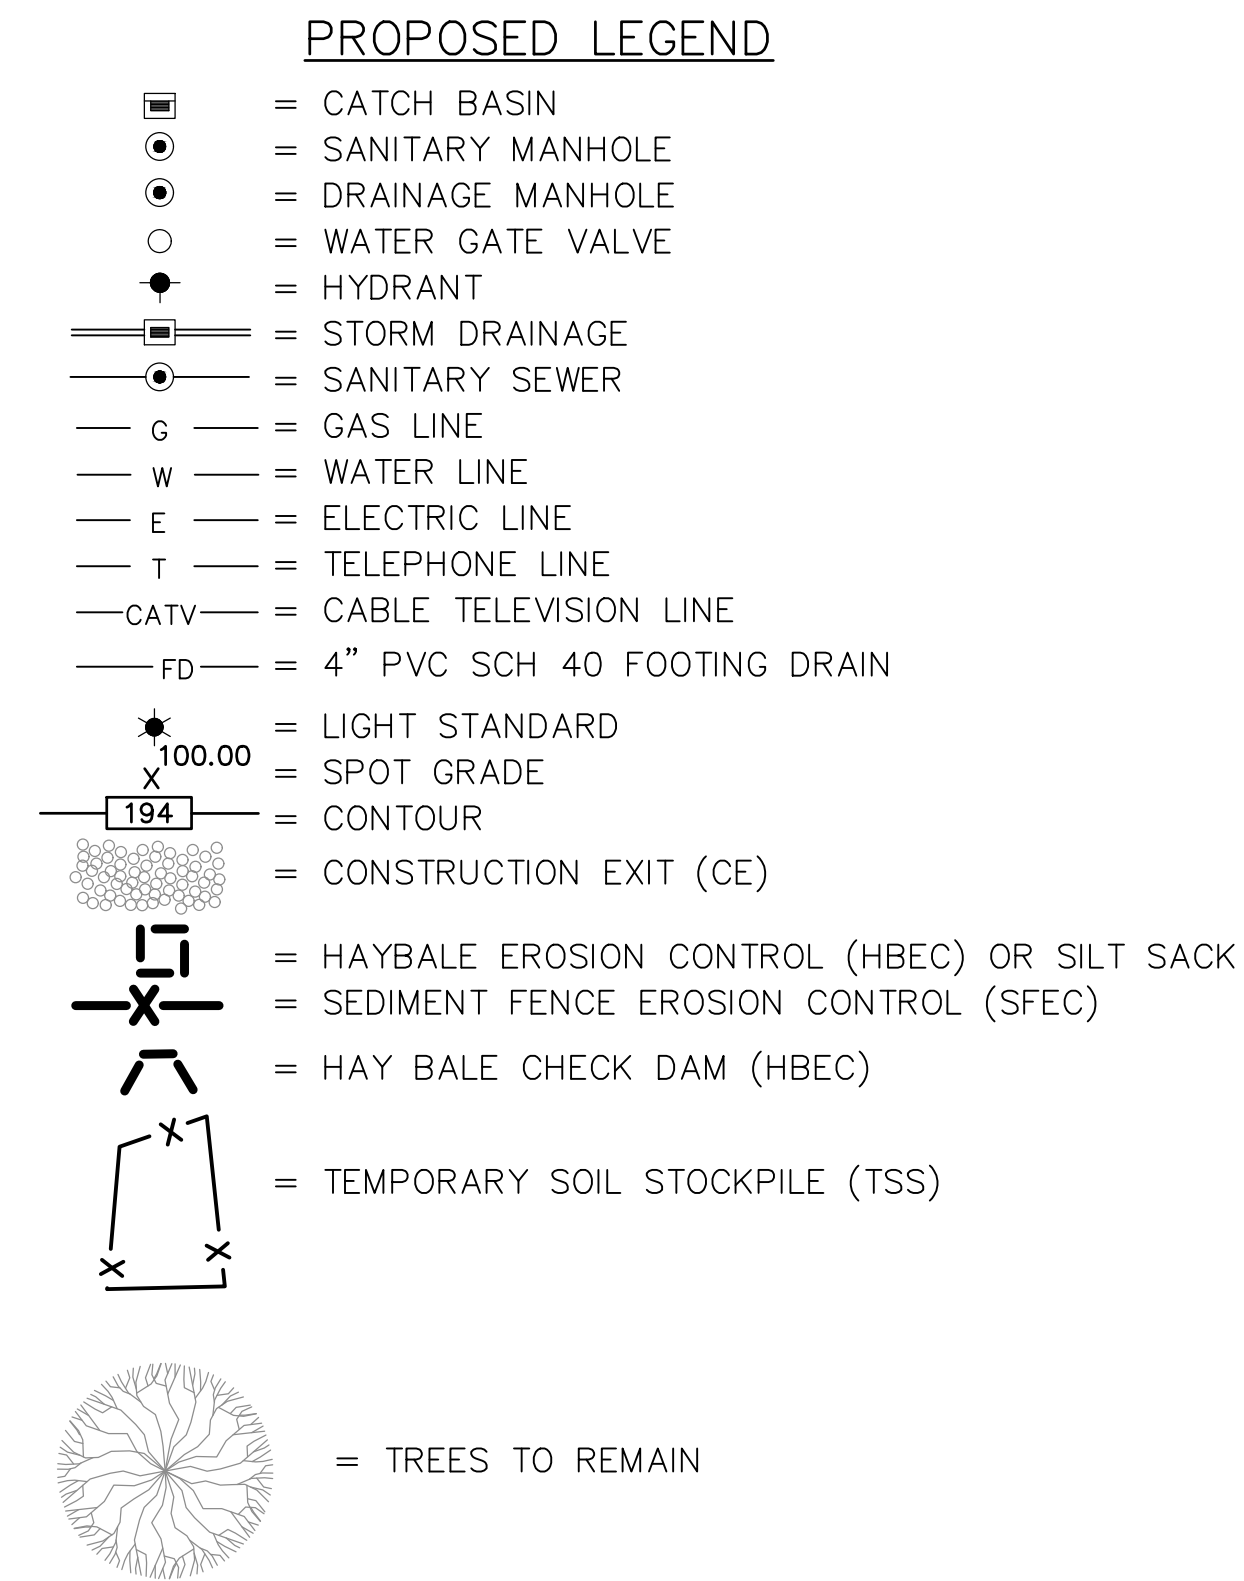 PROPOSED LEGEND
= CATCH BASIN
= SANITARY MANHOLE
= DRAINAGE MANHOLE
= WATER GATE VALVE
= HYDRANT
= STORM DRAINAGE
= SANITARY SEWER
G = GAS LINE
W = WATER LINE
E = ELECTRIC LINE
T = TELEPHONE LINE
CATV = CABLE TELEVISION LINE
FD = 4” PVC SCH 40 FOOTING DRAIN
= LIGHT STANDARD
100.00
X = SPOT GRADE
194 = CONTOUR
= CONSTRUCTION EXIT (CE)
= HAYBALE EROSION CONTROL (HBEC) OR SILT SACK
X = SEDIMENT FENCE EROSION CONTROL (SFEC)
= HAY BALE CHECK DAM (HBEC)
X
= TEMPORARY SOIL STOCKPILE (TSS)
X X
= TREES TO REMAIN